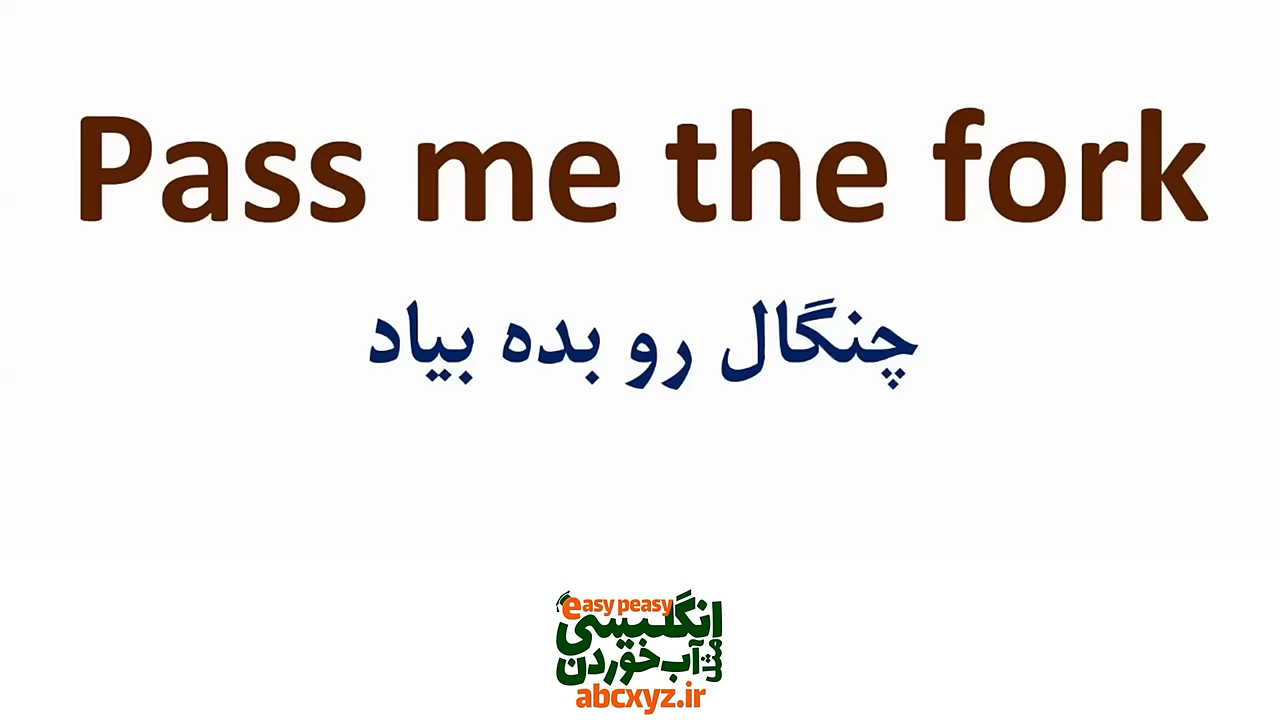 Pass me the fork
چنگال رو بده بیاد
easy peasy
انگلیسی
مثل آب خوردن
abcxyz.ir